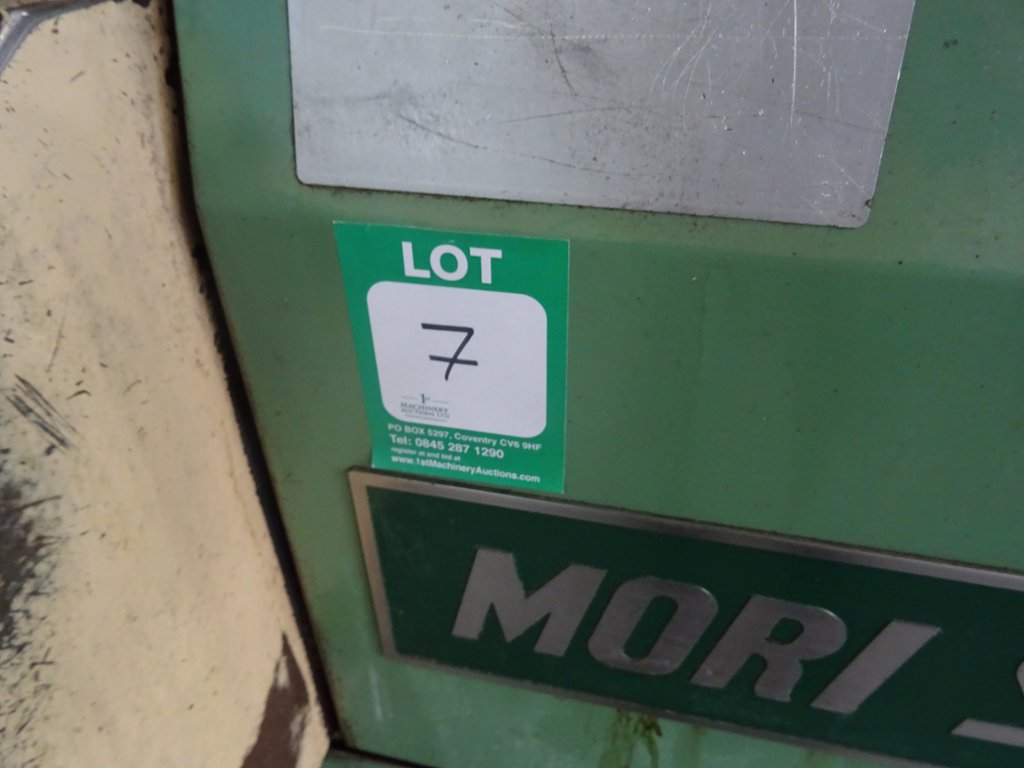 LOT
7
1st
MACHINERY
AUCTIONS LTD
PO BOX 5297, Coventry CV6 9HF
Tel: 0845 287 1290
register at and bid at
www.1stMachineryAuctions.com
MORI S